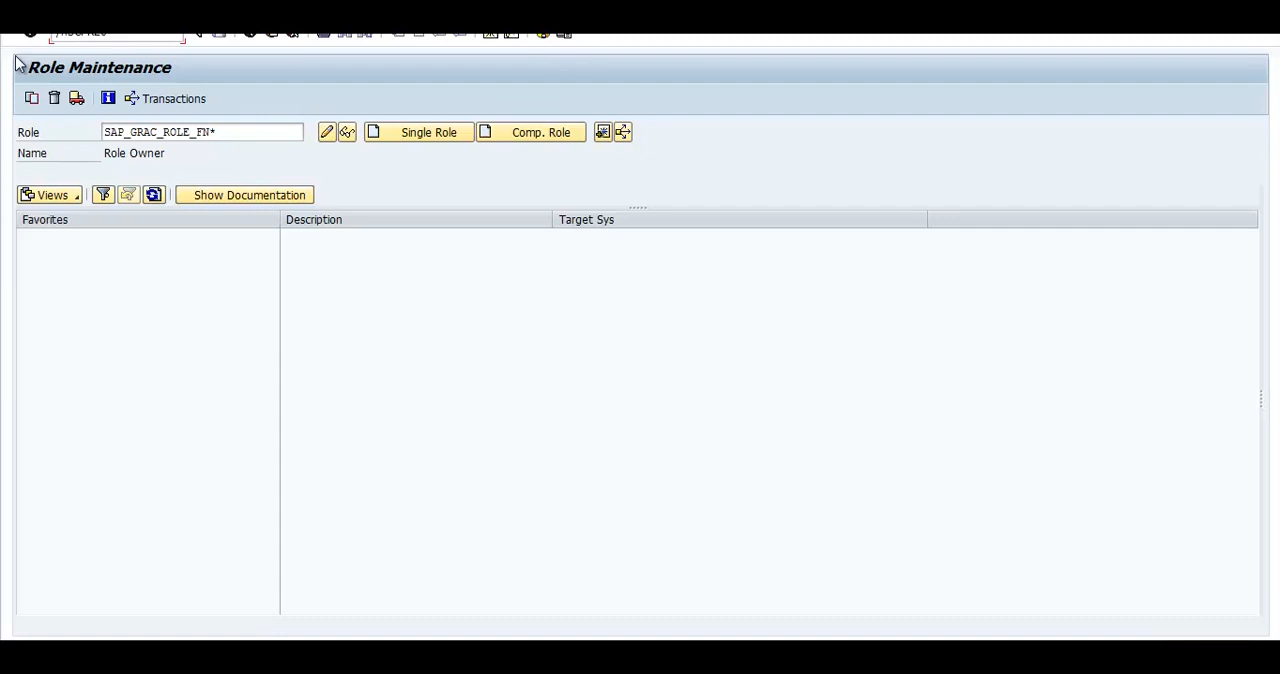 Role Maintenance
Transactions
Role SAP_GRAC_ROLE_FN* Single Role Comp. Role
Name Role Owner
Views Show Documentation
Favorites Description Target Sys